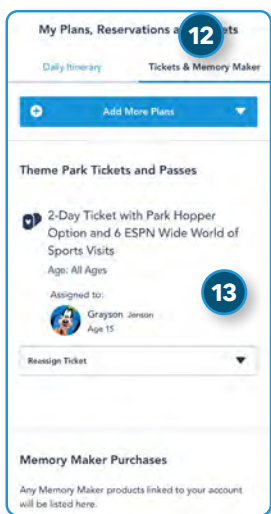 My Plans, Reservations a ets
12
Daily Itinerary
Tickets & Memory Maker
Add More Plans
Theme Park Tickets and Passes
2-Day Ticket with Park Hopper
Option and 6 ESPN Wide World of
Sports Visits
Age: All Ages
13
Assigned to:
Grayson Jenson
Age 15
Reassign Ticket
Memory Maker Purchases
Any Memory Maker products linked to your account
will be listed here.